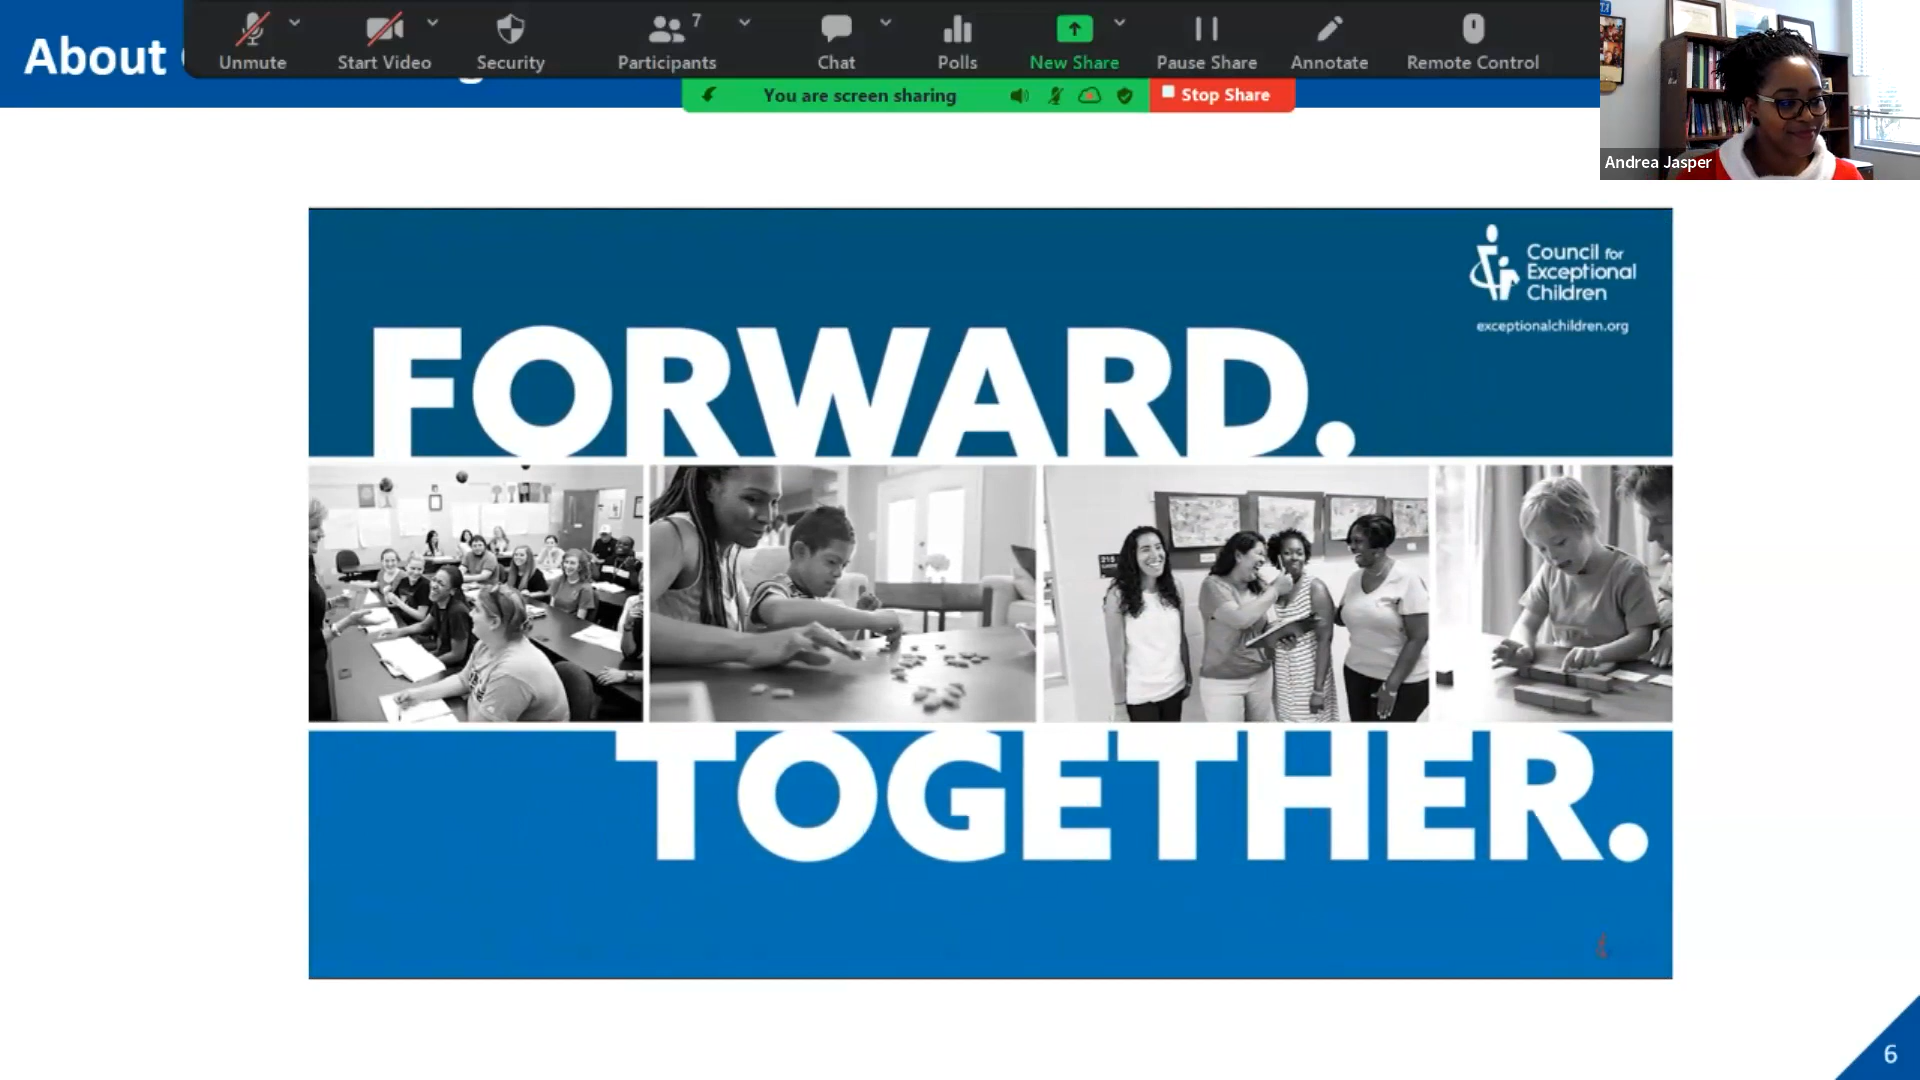 About
Unmute
Start Video
Security
Participants
7
Chat
Polls
New Share
Pause Share
Annotate
Remote Control
You are screen sharing
Stop Share
Andrea Jasper
Council for
Exceptional
Children
exceptionalchildren.org
FORWARD.
TOGETHER.
6